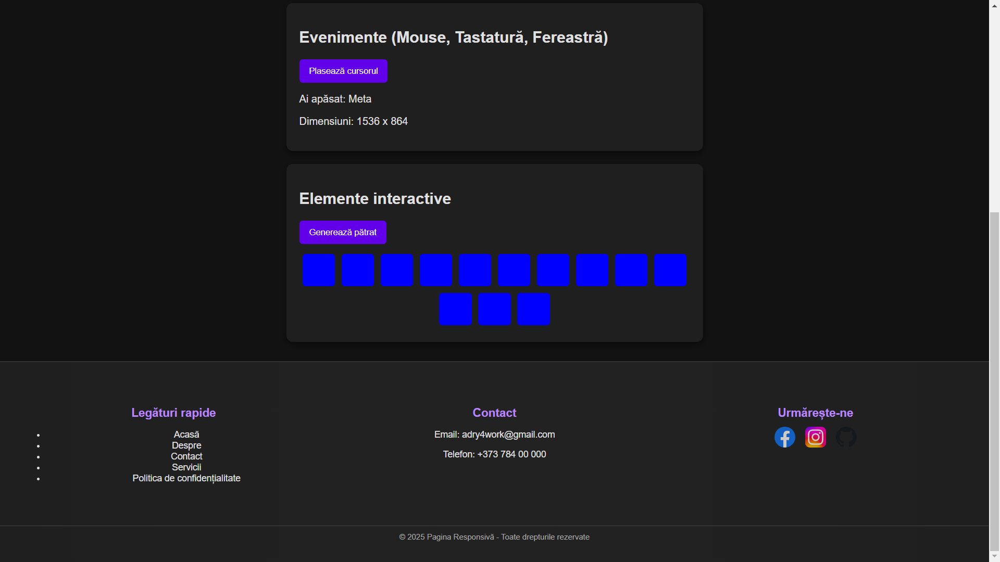 Evenimente (Mouse, Tastatură, Fereastră)
Plasează cursorul
Ai apăsat: Meta
Dimensiuni: 1536 x 864
Elemente interactive
Generează pătrat
Legături rapide
Acasă
Despre
Contact
Servicii
Politica de confidențialitate
Contact
Email: adry4work@gmail.com
Telefon: +373 784 00 000
Urmărește-ne
© 2025 Pagina Responsivă - Toate drepturile rezervate